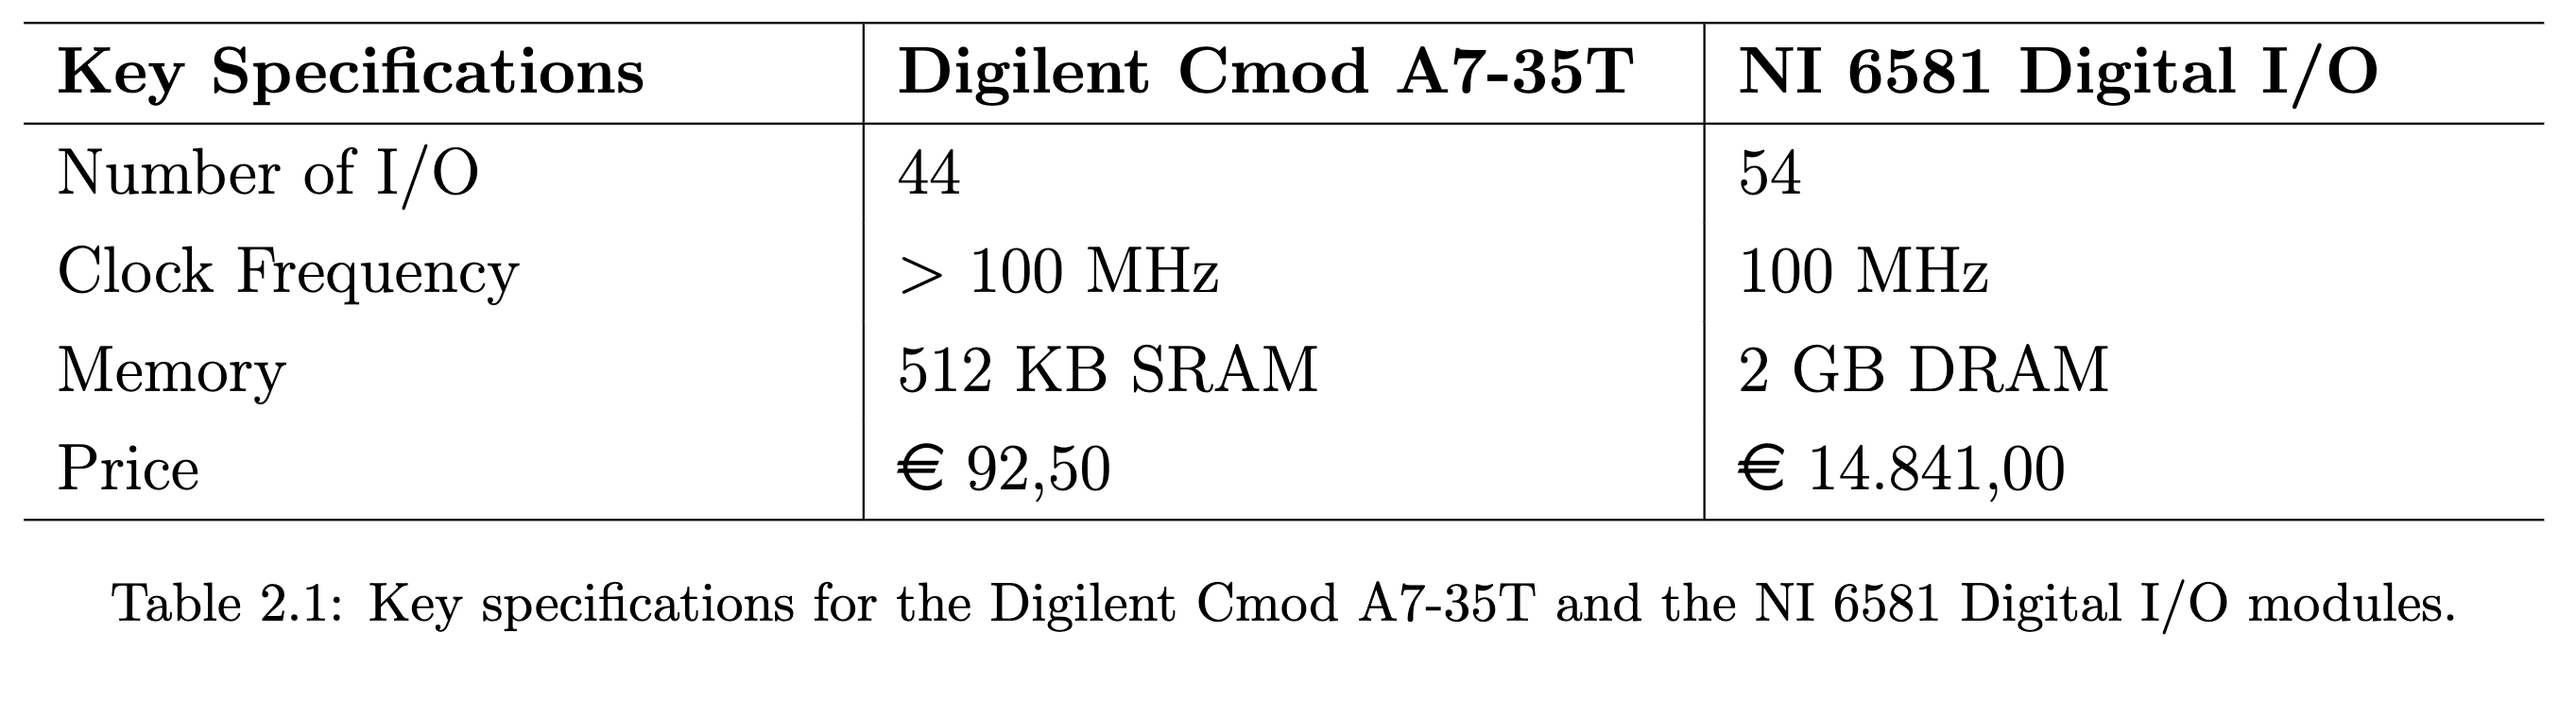 Key Specifications Digilent Cmod A7-35T NI 6581 Digital I/O
Number of I/O 44 54
Clock Frequency > 100 MHz 100 MHz
Memory 512 KB SRAM 2 GB DRAM
Price € 92,50 € 14.841,00
Table 2.1: Key specifications for the Digilent Cmod A7-35T and the NI 6581 Digital I/O modules.